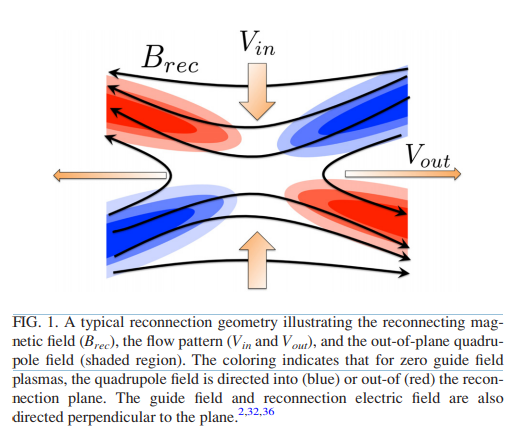 V_in
B_rec
V_out
FIG. 1. A typical reconnection geometry illustrating the reconnecting mag-
netic field (B_rec), the flow pattern (V_in and V_out), and the out-of-plane quadru-
pole field (shaded region). The coloring indicates that for zero guide field
plasmas, the quadrupole field is directed into (blue) or out-of (red) the recon-
nection plane. The guide field and reconnection electric field are also
directed perpendicular to the plane.2,32,36